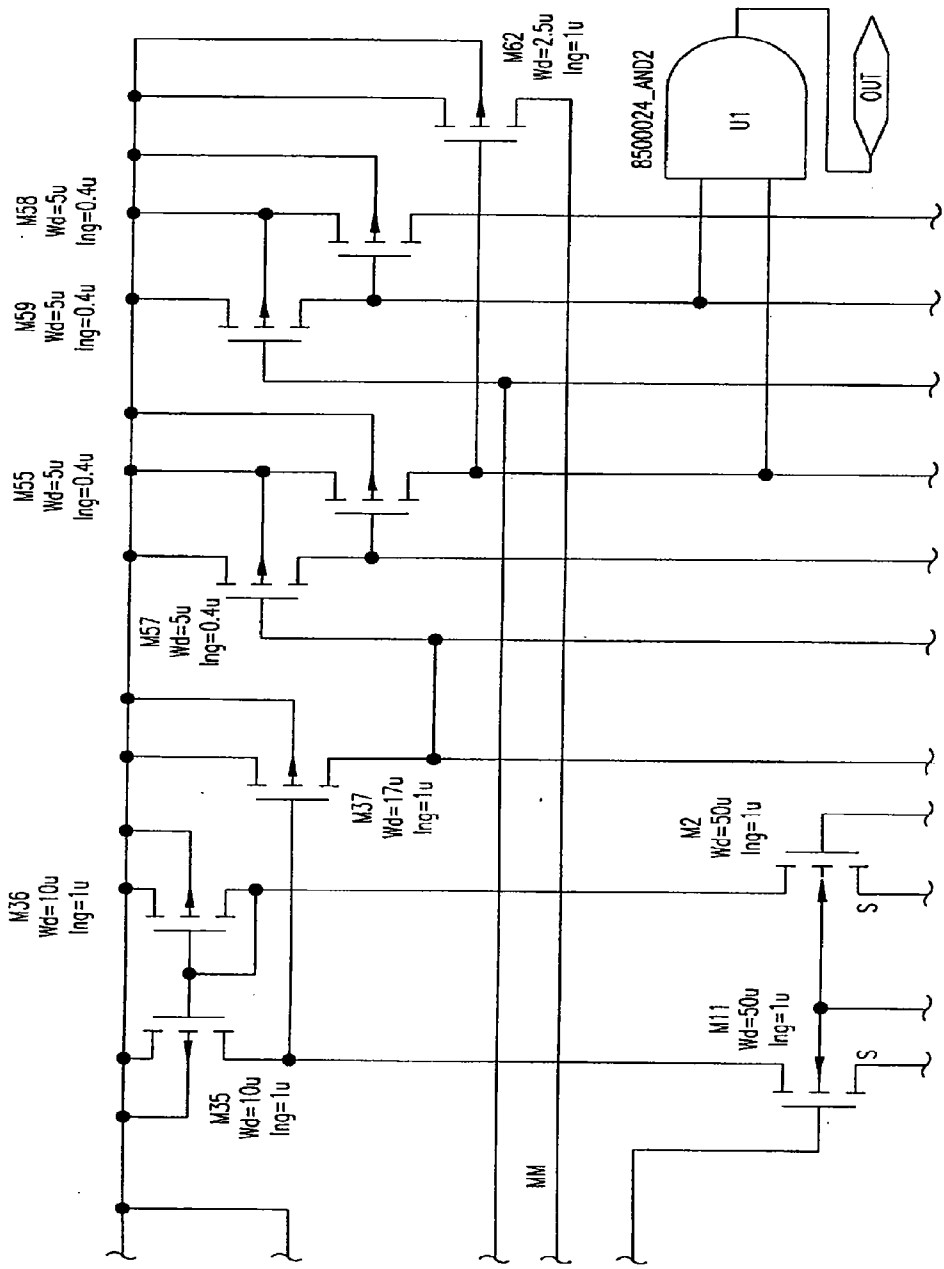 M36
Wd=10u
lng=1u
M35
Wd=10u
lng=1u
M37
Wd=17u
lng=1u
M57
Wd=5u
lng=0.4u
M55
Wd=5u
lng=0.4u
M59
Wd=5u
lng=0.4u
M58
Wd=5u
lng=0.4u
M62
Wd=2.5u
lng=1u
MM
M11
Wd=50u
lng=1u
S
M2
Wd=50u
lng=1u
S
8500024_AND2
U1
OUT